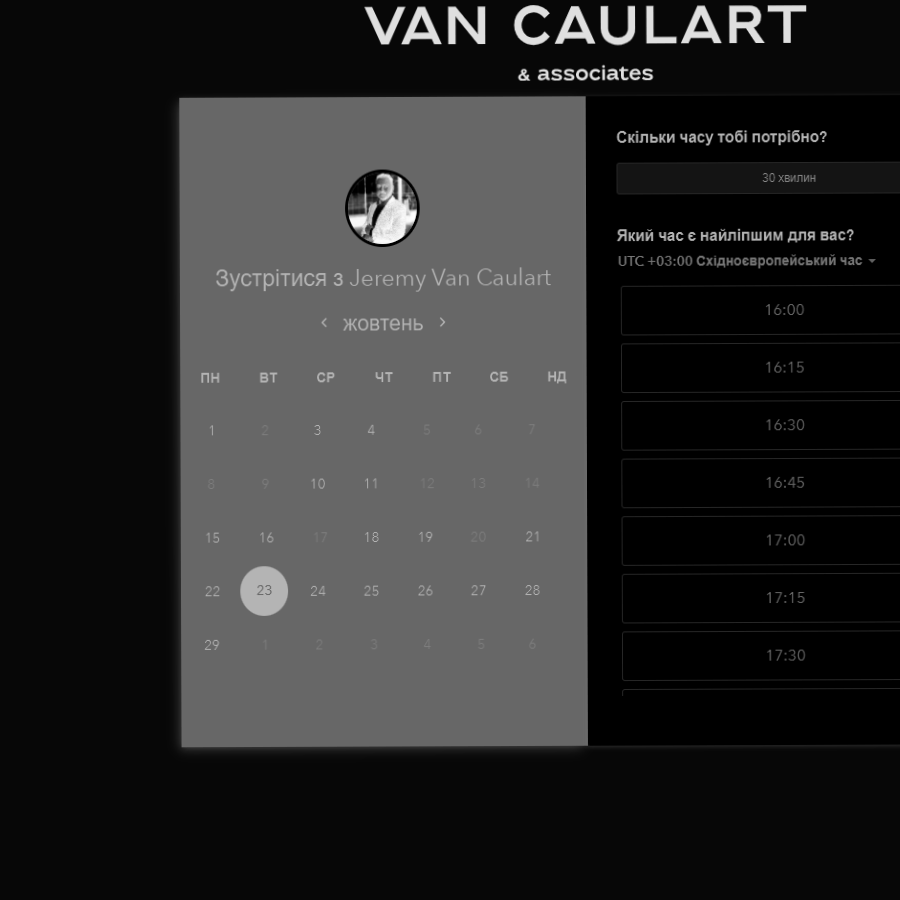 VAN CAULART
& associates
Зустрітися з Jeremy Van Caulart
жовтень
ПН ВТ СР ЧТ ПТ СБ НД
1 2 3 4 5 6 7
8 9 10 11 12 13 14
15 16 17 18 19 20 21
22 23 24 25 26 27 28
29 1 2 3 4 5 6
Скільки часу тобі потрібно?
30 хвилин
Який час є найліпшим для вас?
UTC +03:00 Східноєвропейський час
16:00
16:15
16:30
16:45
17:00
17:15
17:30